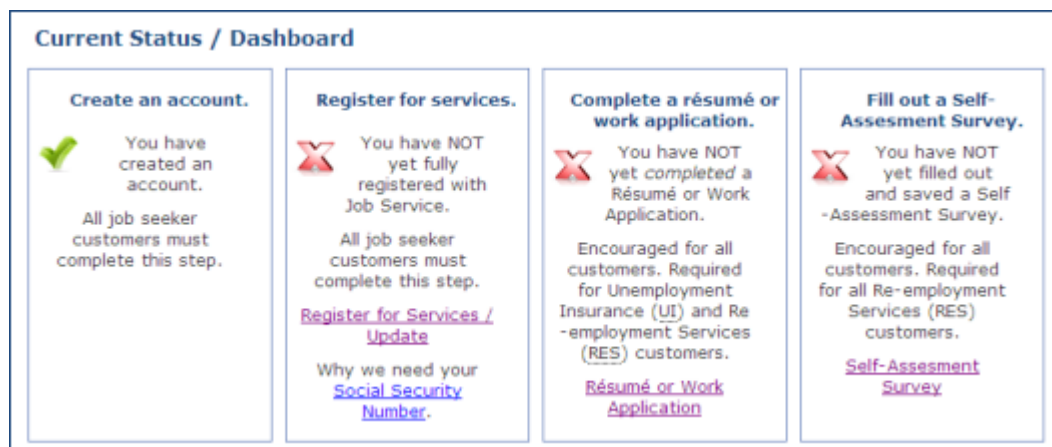 Current Status / Dashboard
Create an account.
You have
created an
account.
All job seeker
customers must
complete this step.
Register for services.
You have NOT
yet fully
registered with
Job Service.
All job seeker
customers must
complete this step.
Register for Services /
Update
Why we need your
Social Security
Number.
Complete a résumé or
work application.
You have NOT
yet completed a
Résumé or Work
Application.
Encouraged for all
customers. Required
for Unemployment
Insurance (UI) and Re
-employment Services
(RES) customers.
Résumé or Work
Application
Fill out a Self-
Assesment Survey.
You have NOT
yet filled out
and saved a Self
-Assessment Survey.
Encouraged for all
customers. Required
for all Re-employment
Services (RES)
customers.
Self-Assesment
Survey